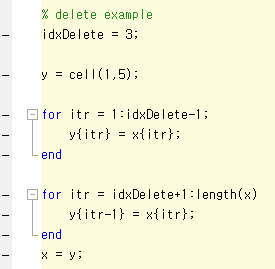 % delete example
idxDelete = 3;
y = cell(1,5);
for itr = 1:idxDelete-1;
y{itr} = x{itr};
end
for itr = idxDelete+1:length(x)
y{itr-1} = x{itr};
end
x = y;